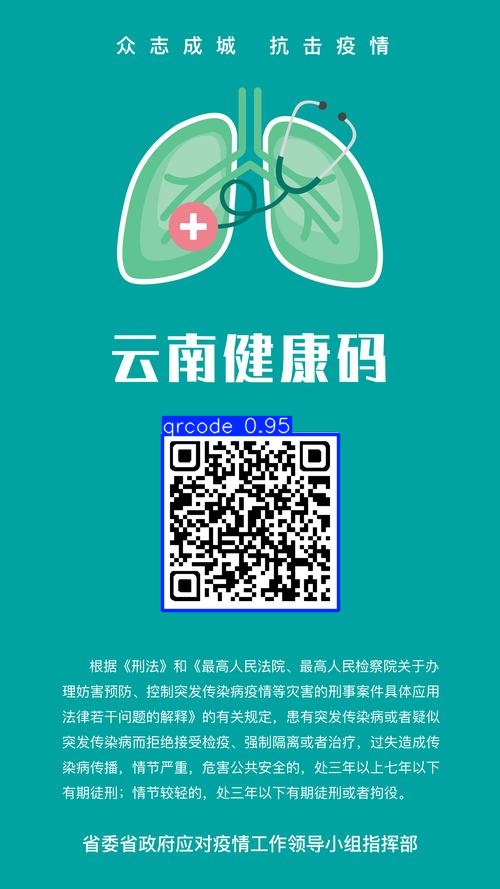 众志成城 抗击疫情
云南健康码
qrcode 0.95
根据《刑法》和《最高人民法院、最高人民检察院关于办
理妨害预防、控制突发传染病疫情等灾害的刑事案件具体应用
法律若干问题的解释》的有关规定，患有突发传染病或者疑似
突发传染病而拒绝接受检疫、强制隔离或者治疗，过失造成传
染病传播，情节严重，危害公共安全的，处三年以上七年以下
有期徒刑；情节较轻的，处三年以下有期徒刑或者拘役。
省委省政府应对疫情工作领导小组指挥部